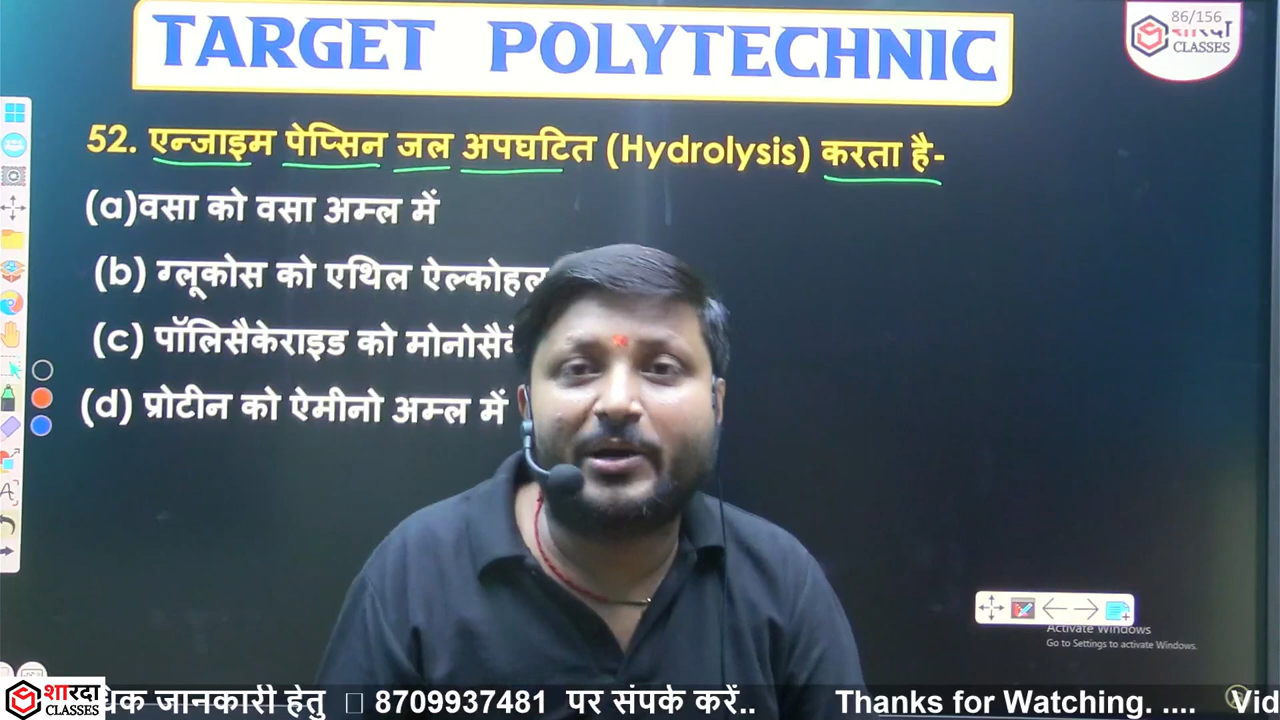 TARGET POLYTECHNIC
86/156
शारदा
CLASSES
52. एन्जाइम पेप्सिन जल अपघटित (Hydrolysis) करता है-
(a)वसा को वसा अम्ल में
(b) ग्लूकोस को एथिल ऐल्कोहल
(c) पॉलिसैकेराइड को
(d) प्रोटीन को ऐमीनो अम्ल में
Activate Windows
Go to Settings to activate Windows.
शारदा
CLASSES
जानकारी हेतु 8709937481 पर संपर्क करें.. Thanks for Watching. ....